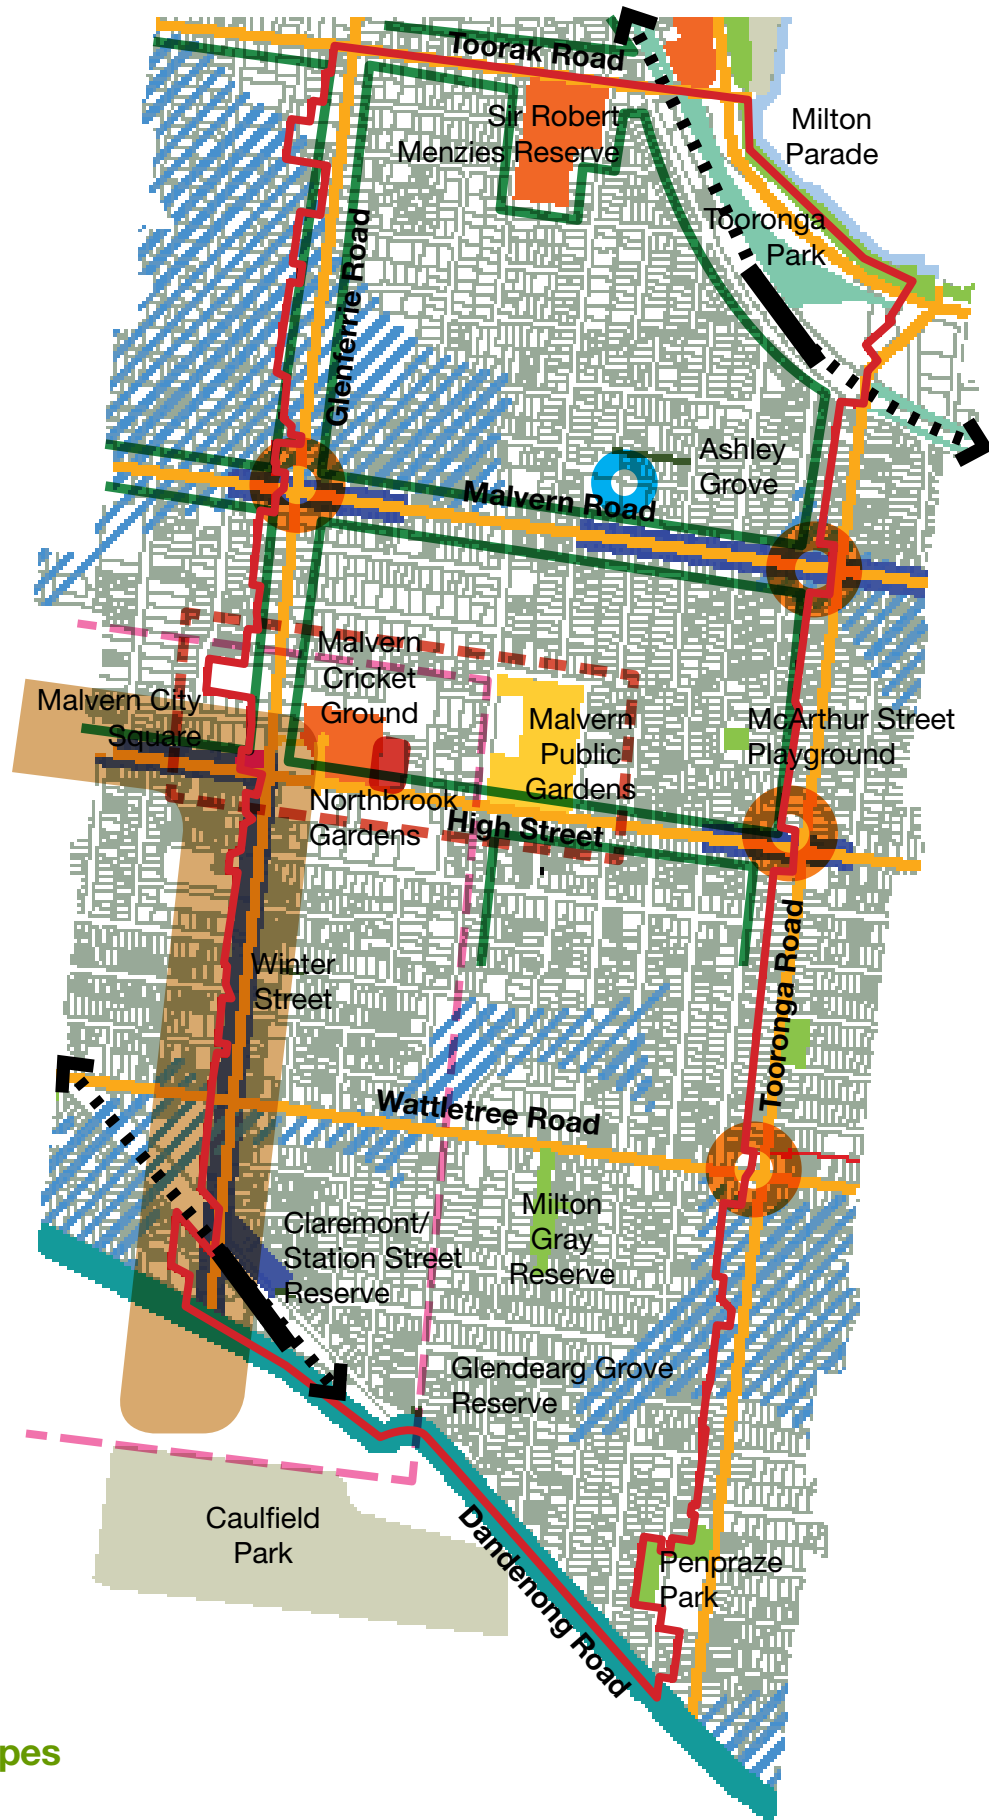 Toorak Road
Sir Robert
Menzies Reserve
Milton
Parade
Tooronga
Park
Glenferrie Road
Ashley
Grove
Malvern Road
Malvern
Cricket
Ground
Malvern City
Square
Malvern
Public
Gardens
McArthur Street
Playground
Northbrook
Gardens
High Street
Winter
Street
Tooronga Road
Wattletree Road
Milton
Gray
Reserve
Claremont/
Station Street
Reserve
Glendearg Grove
Reserve
Caulfield
Park
Dandenong Road
Penpraze
Park
pes